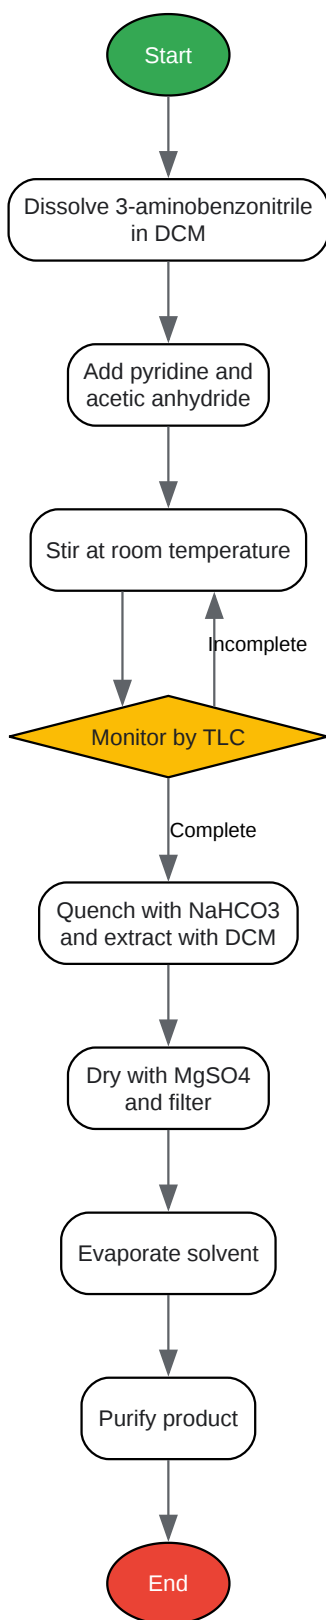 Start
Dissolve 3-aminobenzonitrile
in DCM
Add pyridine and
acetic anhydride
Stir at room temperature
Incomplete
Monitor by TLC
Complete
Quench with NaHCO3
and extract with DCM
Dry with MgSO4
and filter
Evaporate solvent
Purify product
End